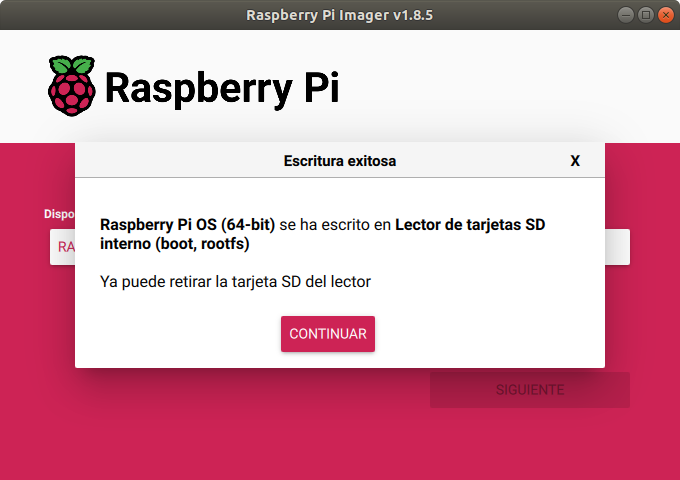 Raspberry Pi Imager v1.8.5
Raspberry Pi
Escritura exitosa
X
Dispo
RA
Raspberry Pi OS (64-bit) se ha escrito en Lector de tarjetas SD
interno (boot, rootfs)
Ya puede retirar la tarjeta SD del lector
CONTINUAR
SIGUIENTE